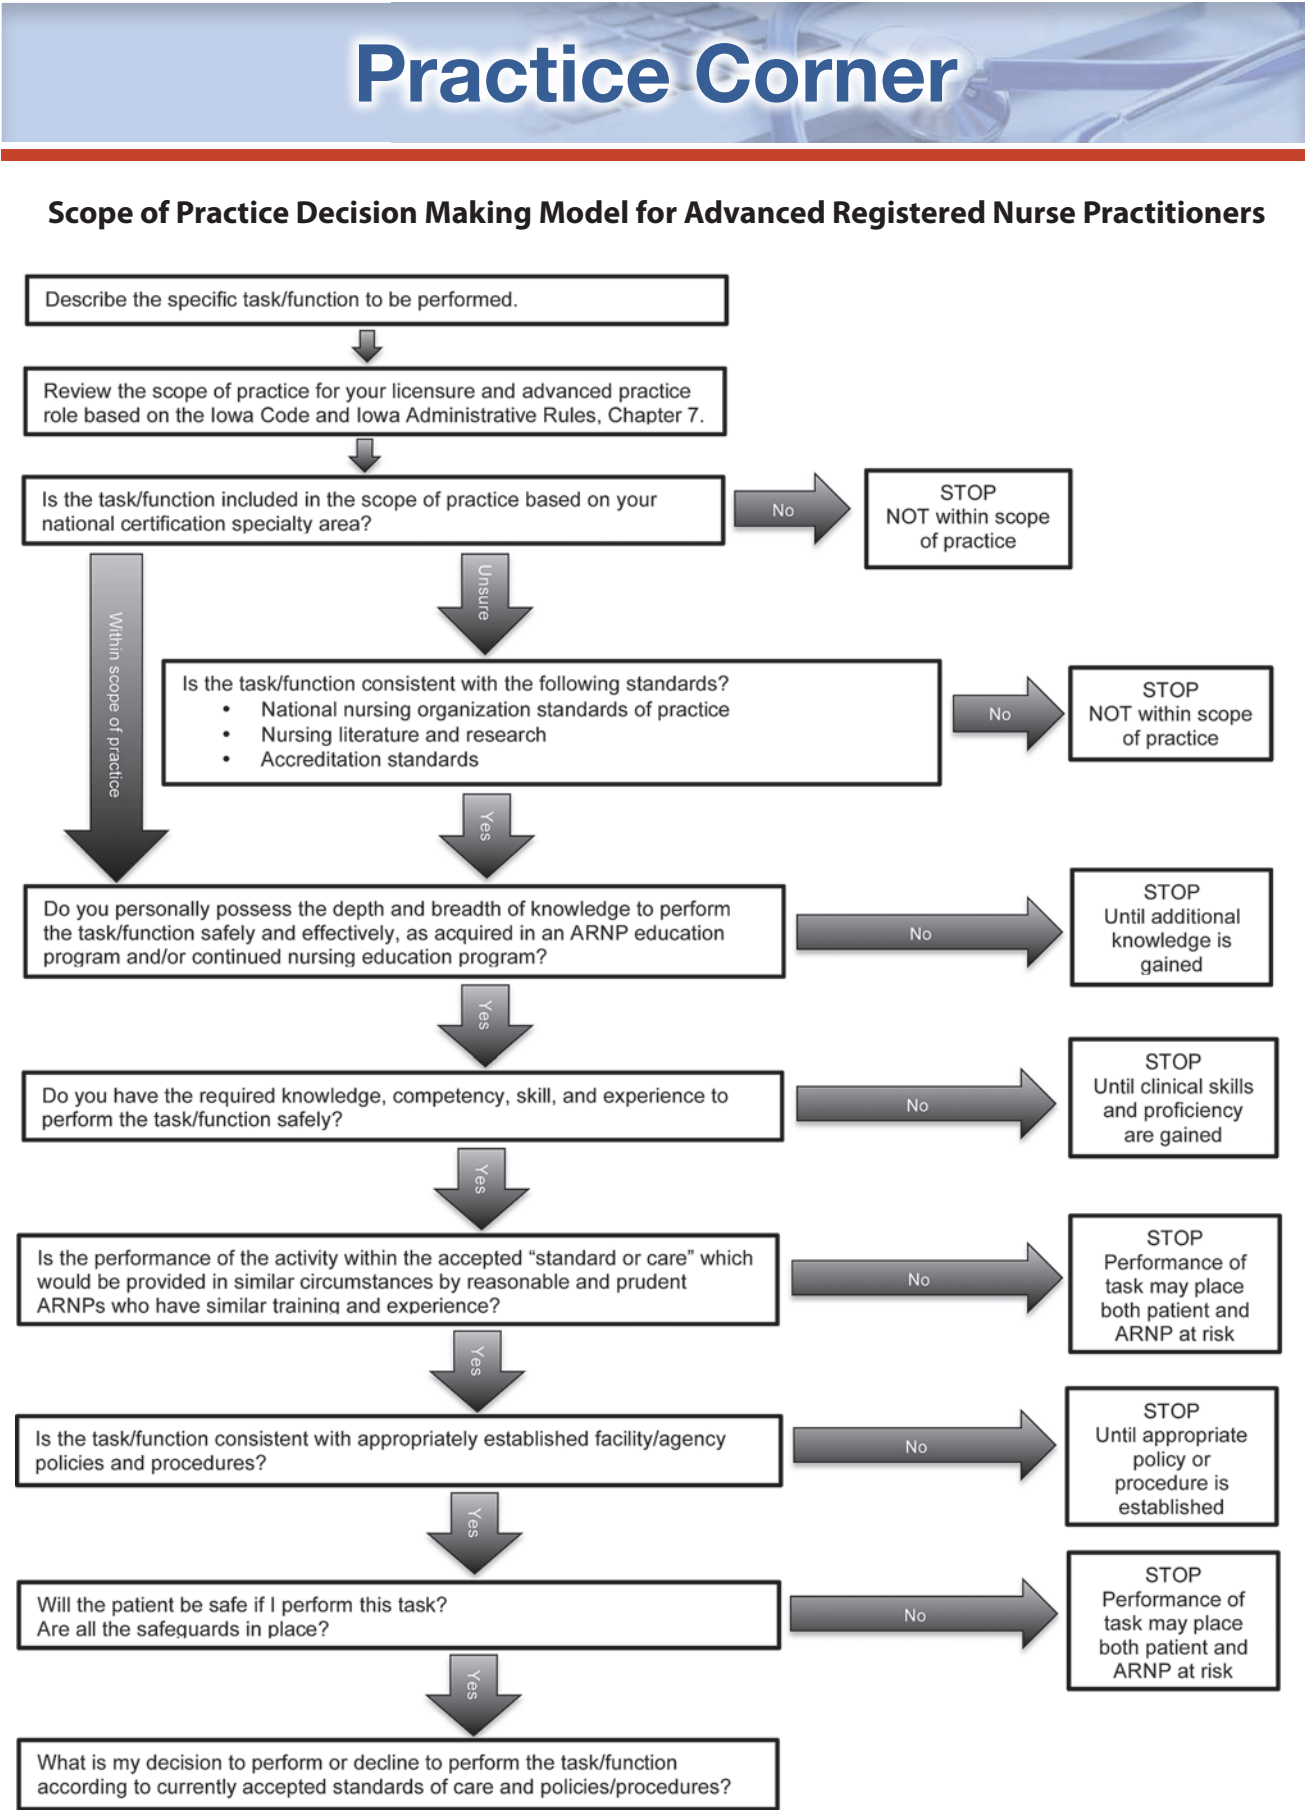 Practice Corner
Scope of Practice Decision Making Model for Advanced Registered Nurse Practitioners
Describe the specific task/function to be performed.
Review the scope of practice for your licensure and advanced practice
role based on the Iowa Code and Iowa Administrative Rules, Chapter 7.
Is the task/function included in the scope of practice based on your
national certification specialty area?
No
STOP
NOT within scope
of practice
Within scope of practice
Unsure
Is the task/function consistent with the following standards?
• National nursing organization standards of practice
• Nursing literature and research
• Accreditation standards
No
STOP
NOT within scope
of practice
Yes
Do you personally possess the depth and breadth of knowledge to perform
the task/function safely and effectively, as acquired in an ARNP education
program and/or continued nursing education program?
No
STOP
Until additional
knowledge is
gained
Yes
Do you have the required knowledge, competency, skill, and experience to
perform the task/function safely?
No
STOP
Until clinical skills
and proficiency
are gained
Yes
Is the performance of the activity within the accepted “standard or care” which
would be provided in similar circumstances by reasonable and prudent
ARNPs who have similar training and experience?
No
STOP
Performance of
task may place
both patient and
ARNP at risk
Yes
Is the task/function consistent with appropriately established facility/agency
policies and procedures?
No
STOP
Until appropriate
policy or
procedure is
established
Yes
Will the patient be safe if I perform this task?
Are all the safeguards in place?
No
STOP
Performance of
task may place
both patient and
ARNP at risk
Yes
What is my decision to perform or decline to perform the task/function
according to currently accepted standards of care and policies/procedures?